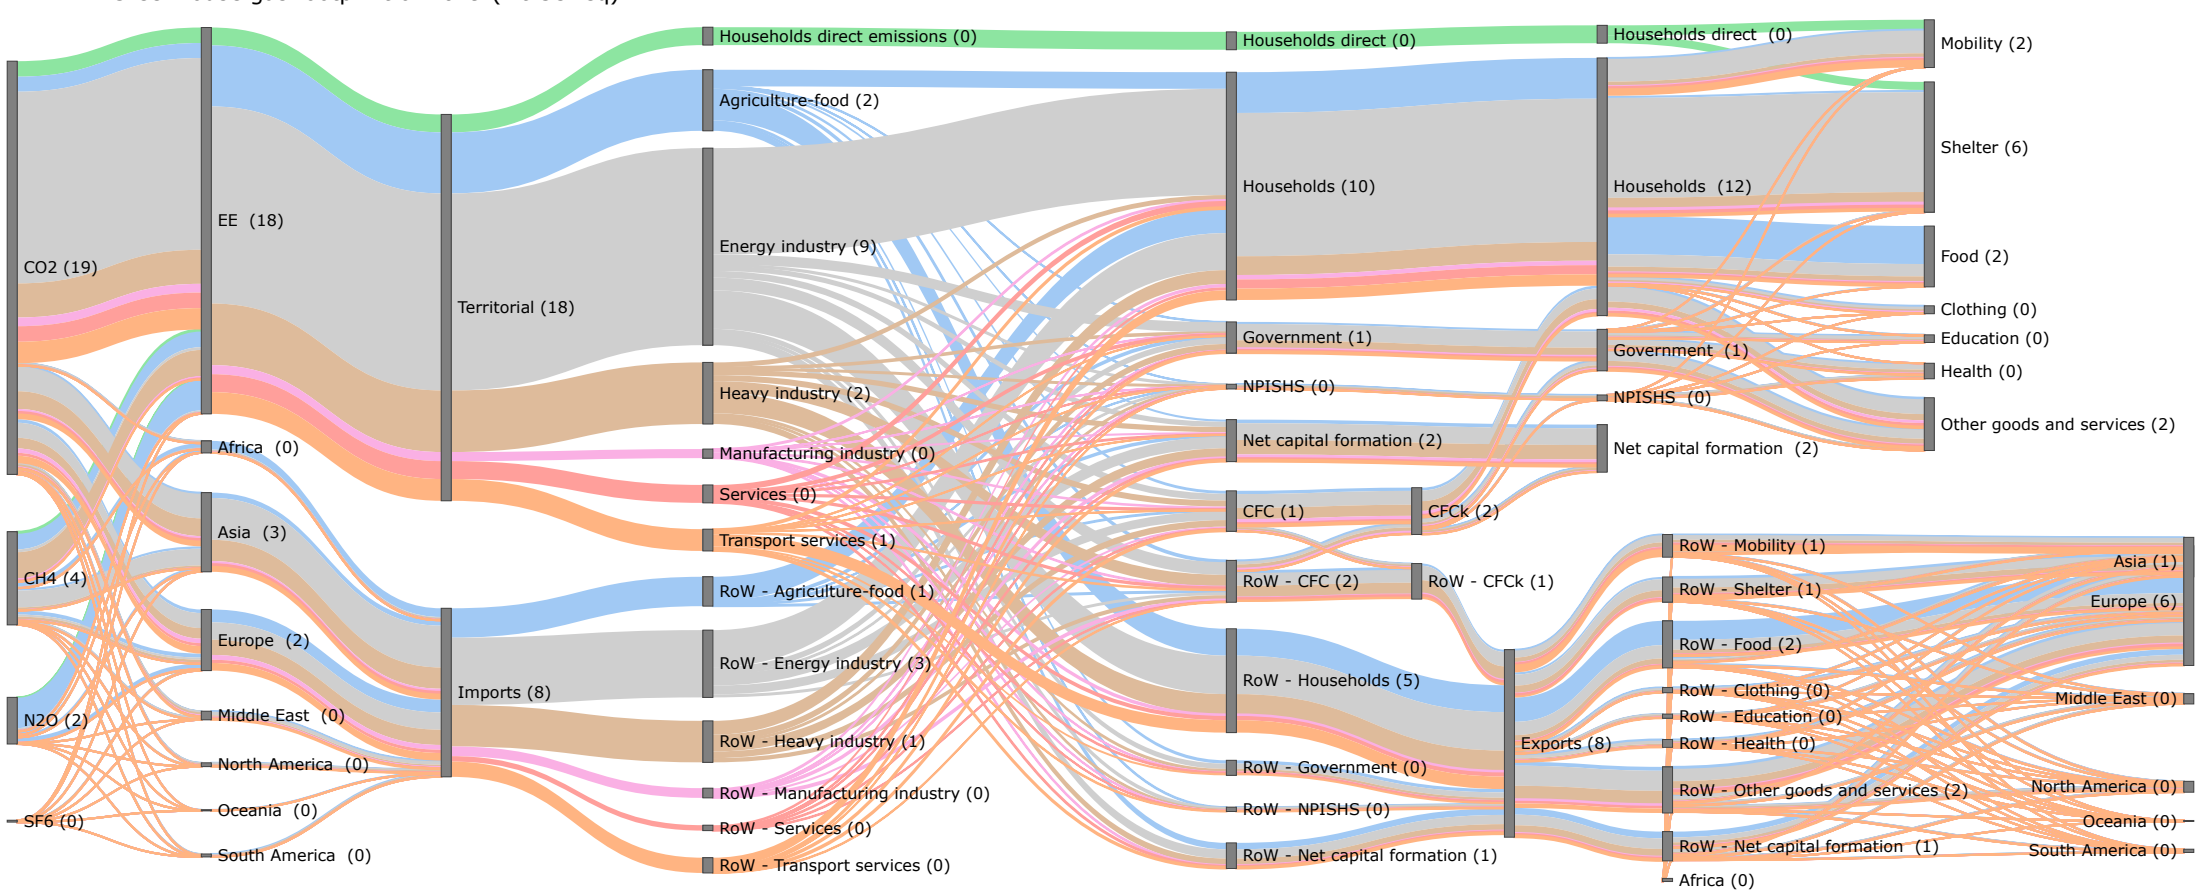 CO2 (19)
CH4 (4)
N2O (2)
SF6 (0)
EE (18)
Africa (0)
Asia (3)
Europe (2)
Middle East (0)
North America (0)
Oceania (0)
South America (0)
Territorial (18)
Imports (8)
Households direct emissions (0)
Agriculture-food (2)
Energy industry (9)
Heavy industry (2)
Manufacturing industry (0)
Services (0)
Transport services (1)
RoW - Agriculture-food (1)
RoW - Energy industry (3)
RoW - Heavy industry (1)
RoW - Manufacturing industry (0)
RoW - Services (0)
RoW - Transport services (0)
Households direct (0)
Households (10)
Government (1)
NPISHS (0)
Net capital formation (2)
CFC (1)
RoW - CFC (2)
RoW - Households (5)
RoW - Government (0)
RoW - NPISHS (0)
RoW - Net capital formation (1)
CFCk (2)
RoW - CFCk (1)
Exports (8)
Households direct (0)
Households (12)
Government (1)
NPISHS (0)
Net capital formation (2)
RoW - Mobility (1)
RoW - Shelter (1)
RoW - Food (2)
RoW - Clothing (0)
RoW - Education (0)
RoW - Health (0)
RoW - Other goods and services (2)
RoW - Net capital formation (1)
Africa (0)
Mobility (2)
Shelter (6)
Food (2)
Clothing (0)
Education (0)
Health (0)
Other goods and services (2)
Asia (1)
Europe (6)
Middle East (0)
North America (0)
Oceania (0)
South America (0)